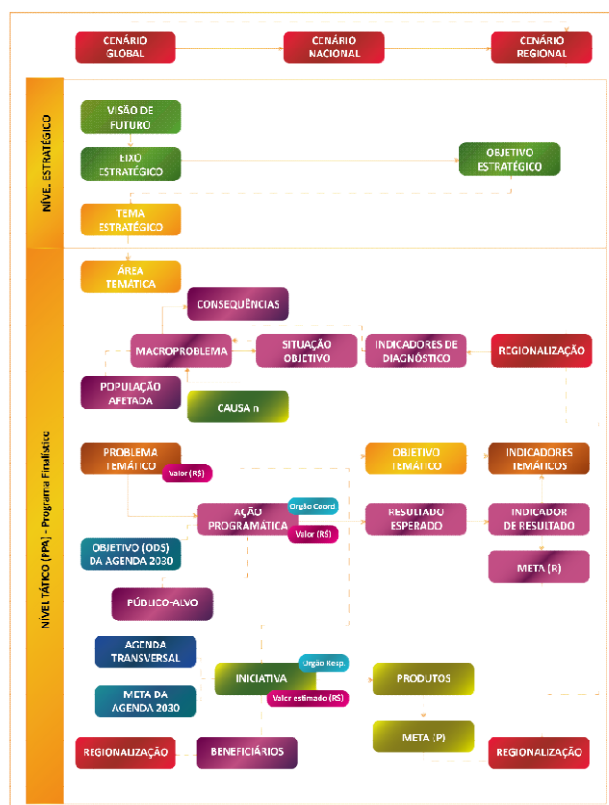 CENÁRIO
GLOBAL
CENÁRIO
NACIONAL
CENÁRIO
REGIONAL
NÍVEL ESTRATÉGICO
VISÃO DE
FUTURO
EIXO
ESTRATÉGICO
OBJETIVO
ESTRATÉGICO
TEMA
ESTRATÉGICO
NÍVEL TÁTICO (PPA) - Programa Finalístico
ÁREA
TEMÁTICA
CONSEQUÊNCIAS
MACROPROBLEMA
SITUAÇÃO
OBJETIVO
INDICADORES DE
DIAGNÓSTICO
REGIONALIZAÇÃO
POPULAÇÃO
AFETADA
CAUSA n
PROBLEMA
TEMÁTICO
Valor (R$)
OBJETIVO
TEMÁTICO
INDICADORES
TEMÁTICOS
AÇÃO
PROGRAMÁTICA
Orgão Coord
Valor (R$)
RESULTADO
ESPERADO
INDICADOR
DE RESULTADO
OBJETIVO (ODS)
DA AGENDA 2030
META (R)
PÚBLICO-ALVO
AGENDA
TRANSVERSAL
INICIATIVA
Orgão Resp.
Valor estimado (R$)
PRODUTOS
META DA
AGENDA 2030
META (P)
REGIONALIZAÇÃO
BENEFICIÁRIOS
REGIONALIZAÇÃO